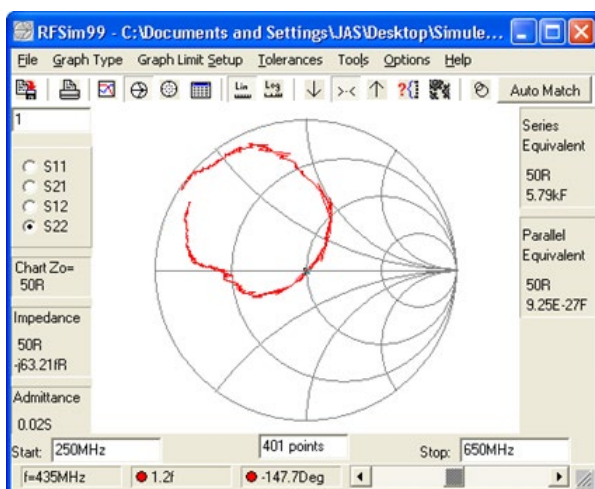 RFSim99 - C:\Documents and Settings\JAS\Desktop\Simule...
File Graph Type Graph Limit Setup Tolerances Tools Options Help
Lin Log Auto Match
1
S11
S21
S12
S22
Chart Zo=
50R
Impedance
50R
-j63.21fR
Admittance
0.02S
Series
Equivalent
50R
5.79kF
Parallel
Equivalent
50R
9.25E-27F
Start: 250MHz 401 points Stop: 650MHz
f=435MHz 1.2f -147.7Deg